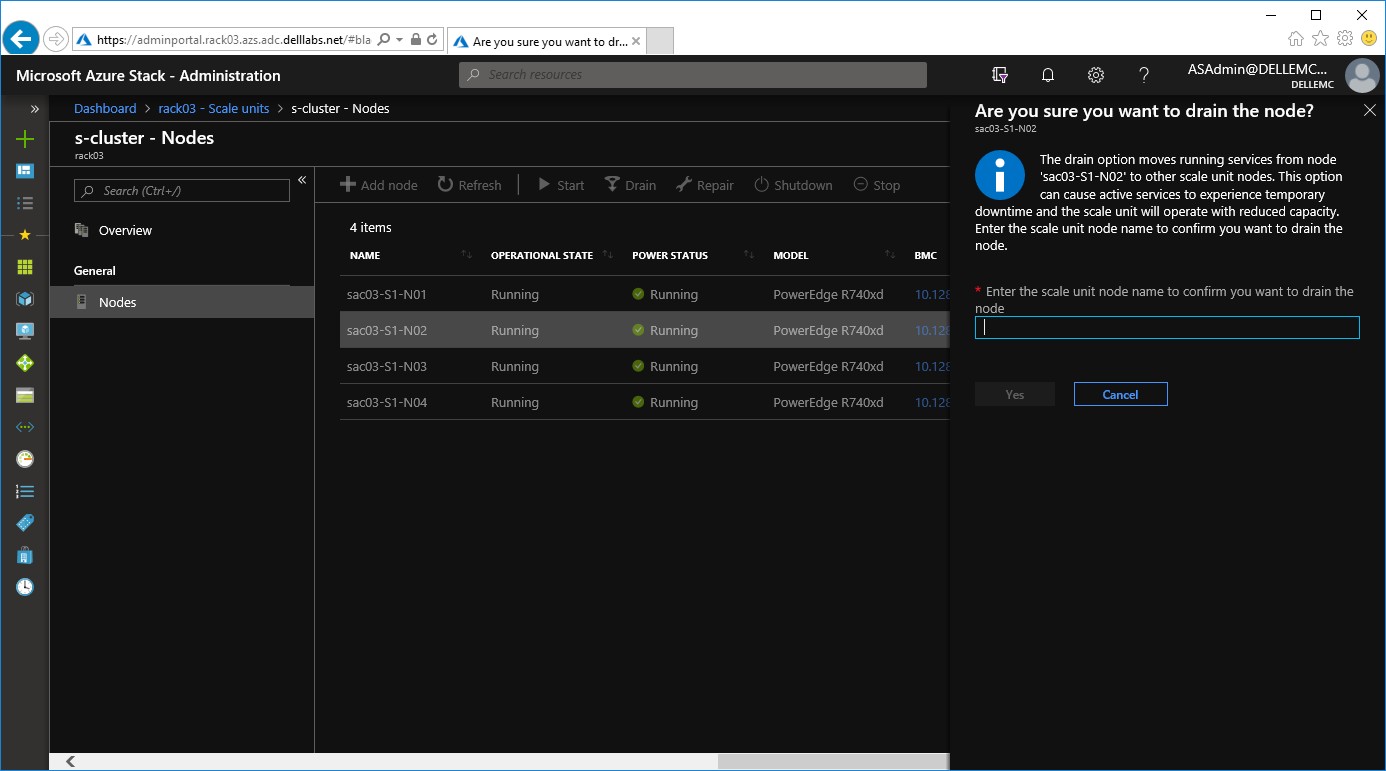 https://adminportal.rack03.azs.adc.delllabs.net/#bla
Are you sure you want to dr...
Microsoft Azure Stack - Administration
Search resources
ASAdmin@DELLEMC...
DELLEMC
Dashboard > rack03 - Scale units > s-cluster - Nodes
s-cluster - Nodes
rack03
Search (Ctrl+/)
Overview
General
Nodes
Add node Refresh Start Drain Repair Shutdown Stop
4 items
NAME OPERATIONAL STATE POWER STATUS MODEL BMC
sac03-S1-N01 Running Running PowerEdge R740xd 10.128
sac03-S1-N02 Running Running PowerEdge R740xd 10.128
sac03-S1-N03 Running Running PowerEdge R740xd 10.128
sac03-S1-N04 Running Running PowerEdge R740xd 10.128
Are you sure you want to drain the node?
sac03-S1-N02
The drain option moves running services from node
'sac03-S1-N02' to other scale unit nodes. This option
can cause active services to experience temporary
downtime and the scale unit will operate with reduced capacity.
Enter the scale unit node name to confirm you want to drain the
node.
* Enter the scale unit node name to confirm you want to drain the
node
Yes Cancel